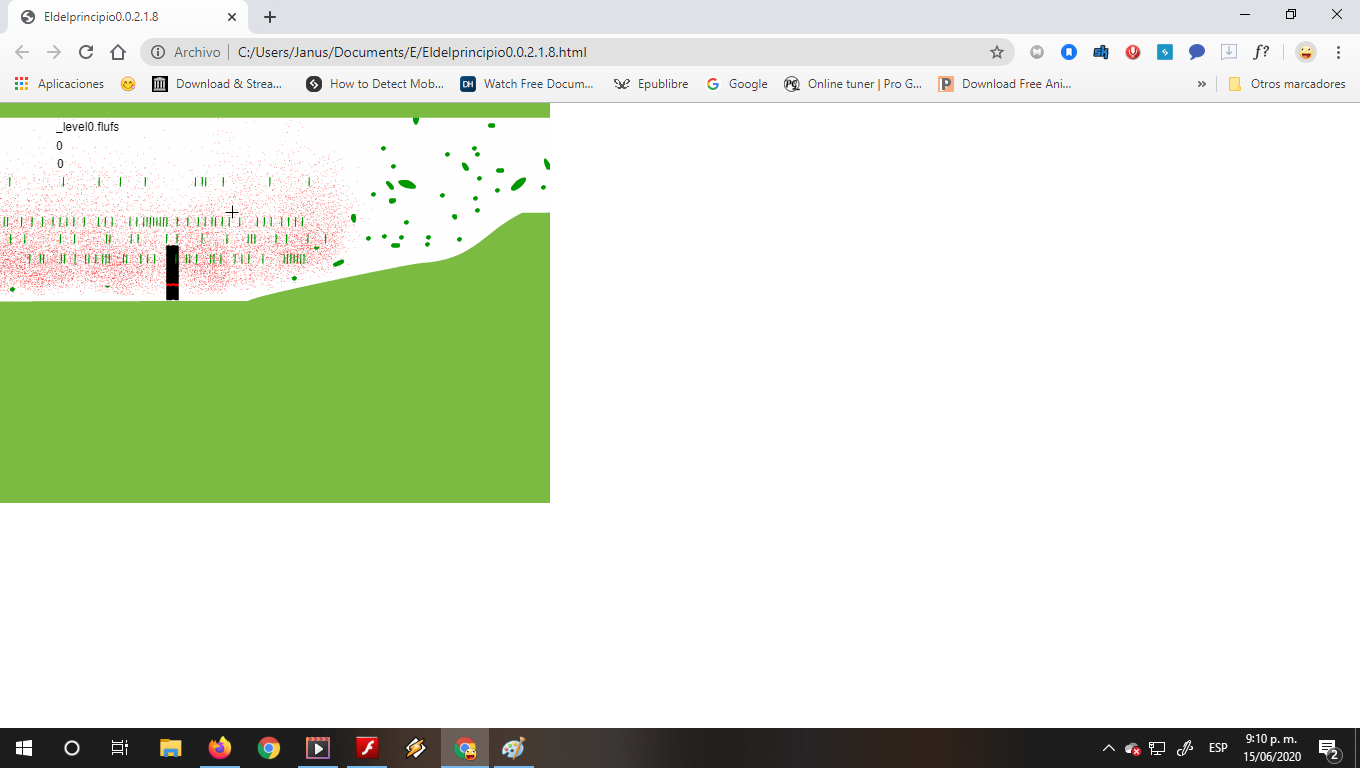 Eldelprincipio0.0.2.1.8
Archivo C:/Users/Janus/Documents/E/Eldelprincipio0.0.2.1.8.html
f?
Aplicaciones Download & Strea... How to Detect Mob... DH Watch Free Docum... Epublibre Google PG Online tuner | Pro G... Download Free Ani... » Otros marcadores
_level0.flufs
0
0
ESP 9:10 p. m.
15/06/2020
2